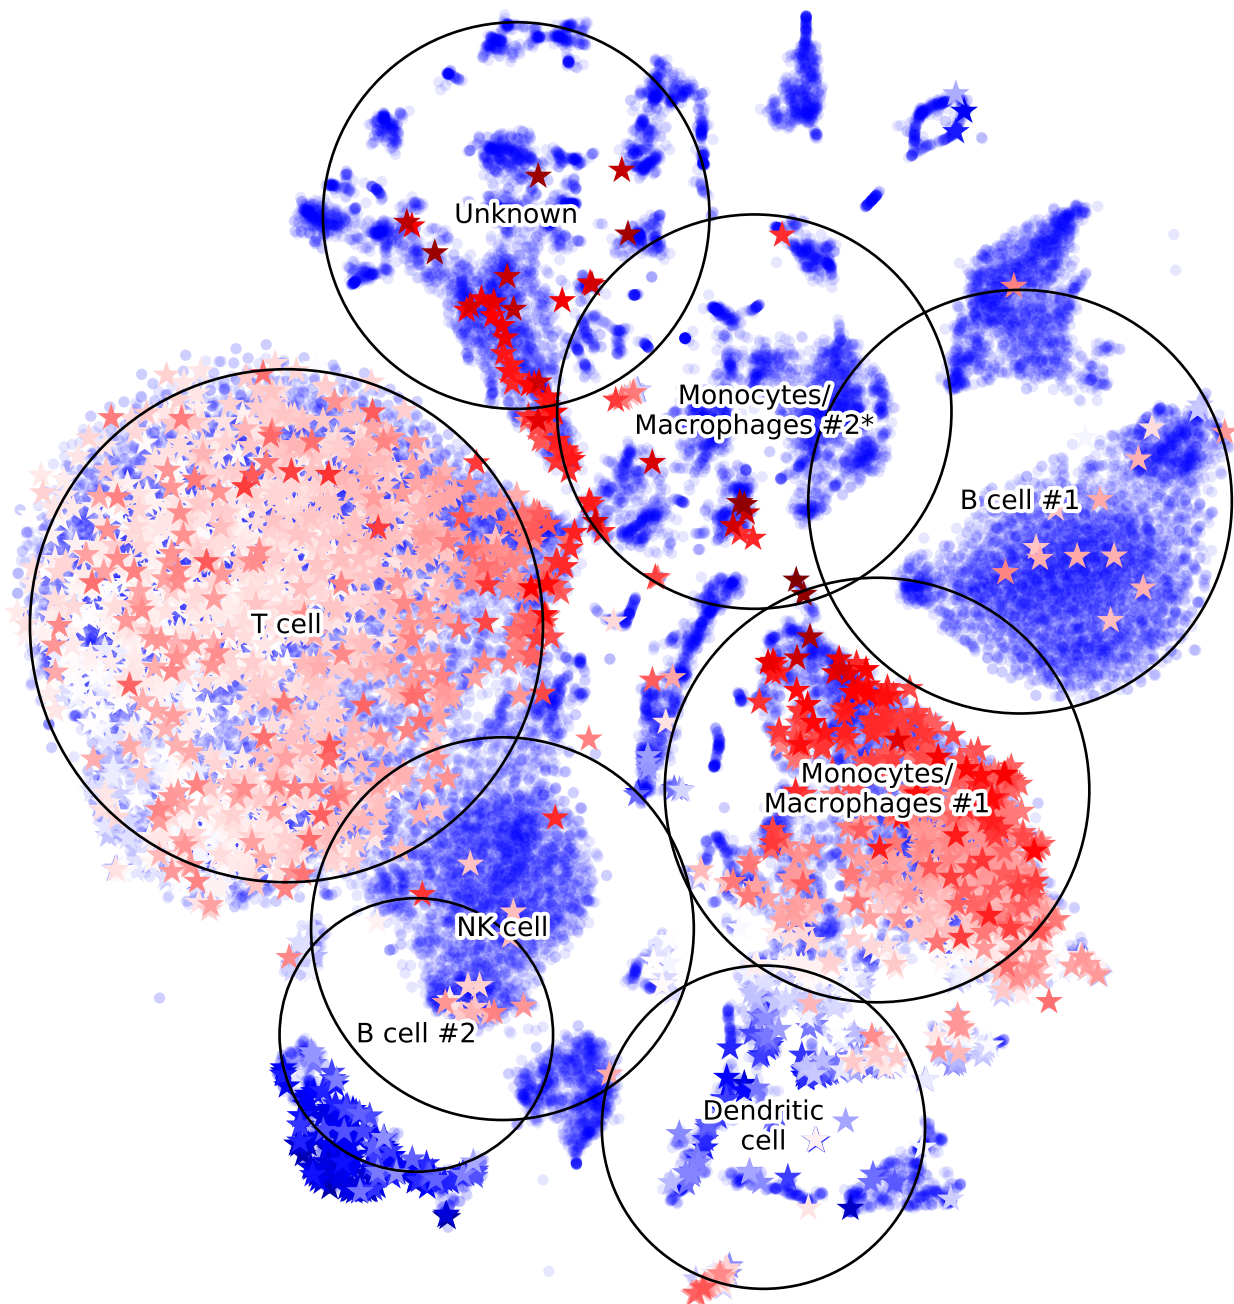 Unknown
Monocytes/
Macrophages #2*
B cell #1
T cell
Monocytes/
Macrophages #1
NK cell
B cell #2
Dendritic
cell